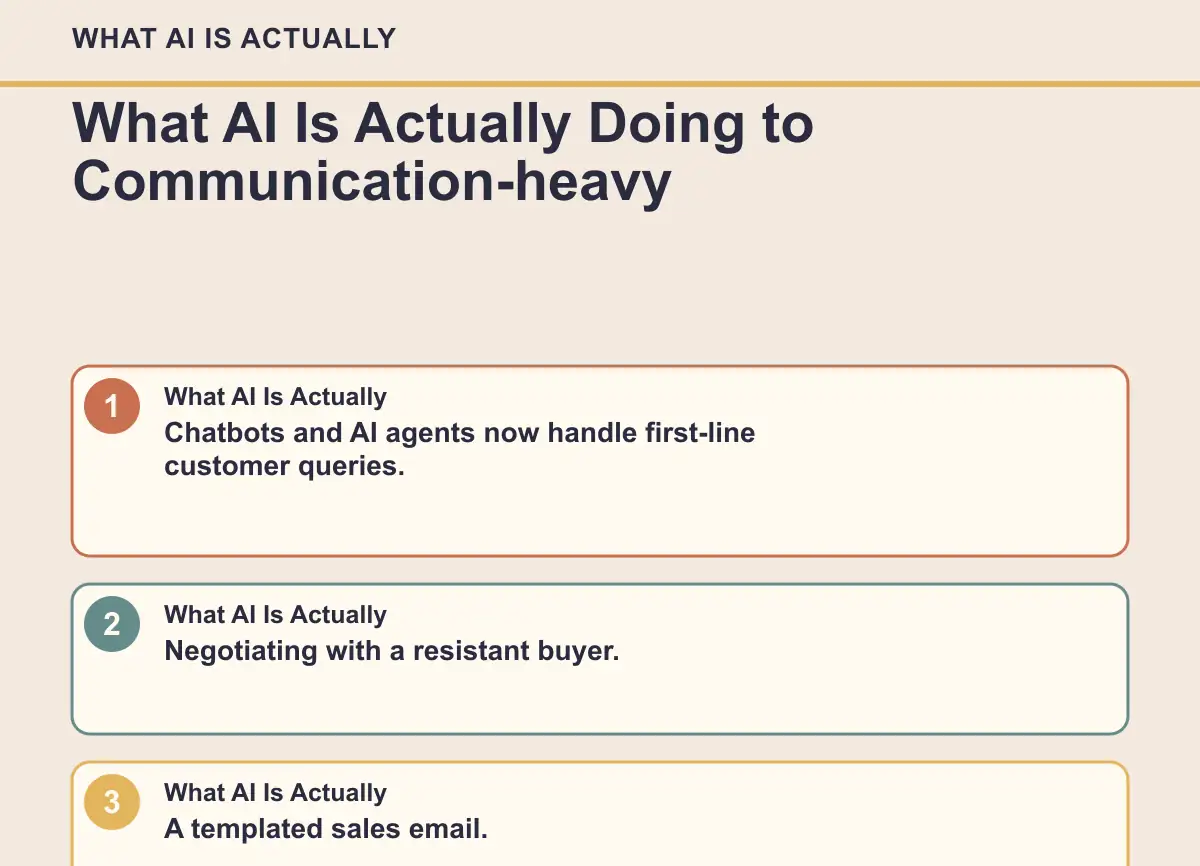 WHAT AI IS ACTUALLY
What AI Is Actually Doing to
Communication-heavy
1
What AI Is Actually
Chatbots and AI agents now handle first-line
customer queries.
2
What AI Is Actually
Negotiating with a resistant buyer.
3
What AI Is Actually
A templated sales email.